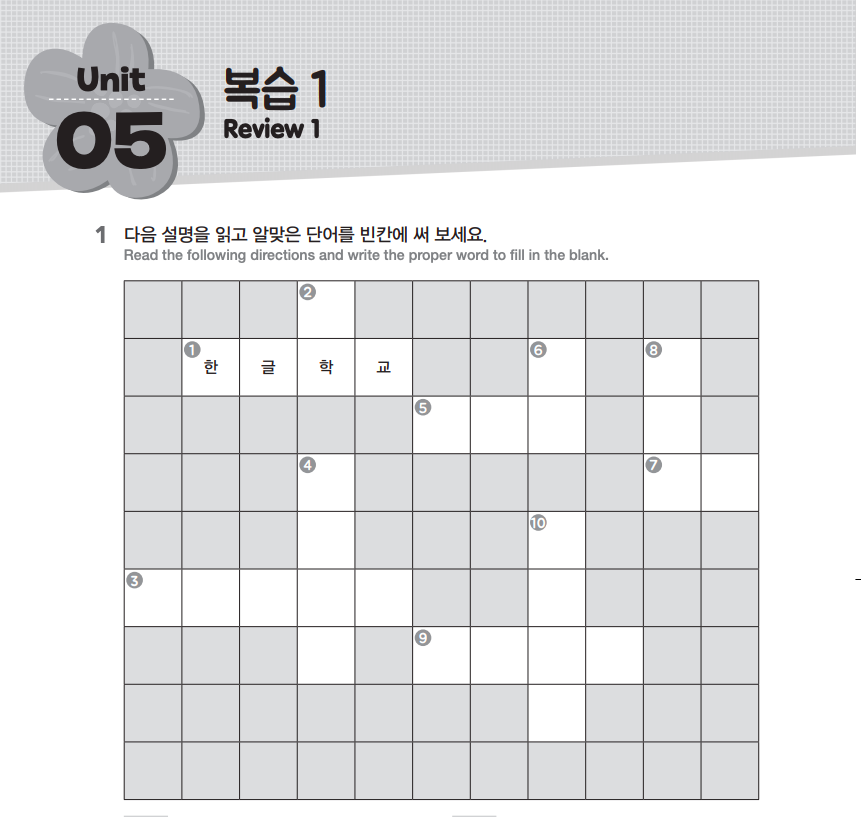 Unit
05
복습 1
Review 1
1 다음 설명을 읽고 알맞은 단어를 빈칸에 써 보세요.
Read the following directions and write the proper word to fill in the blank.
2
1 한 글 학 교 6 8
5
4 7
10
3
9